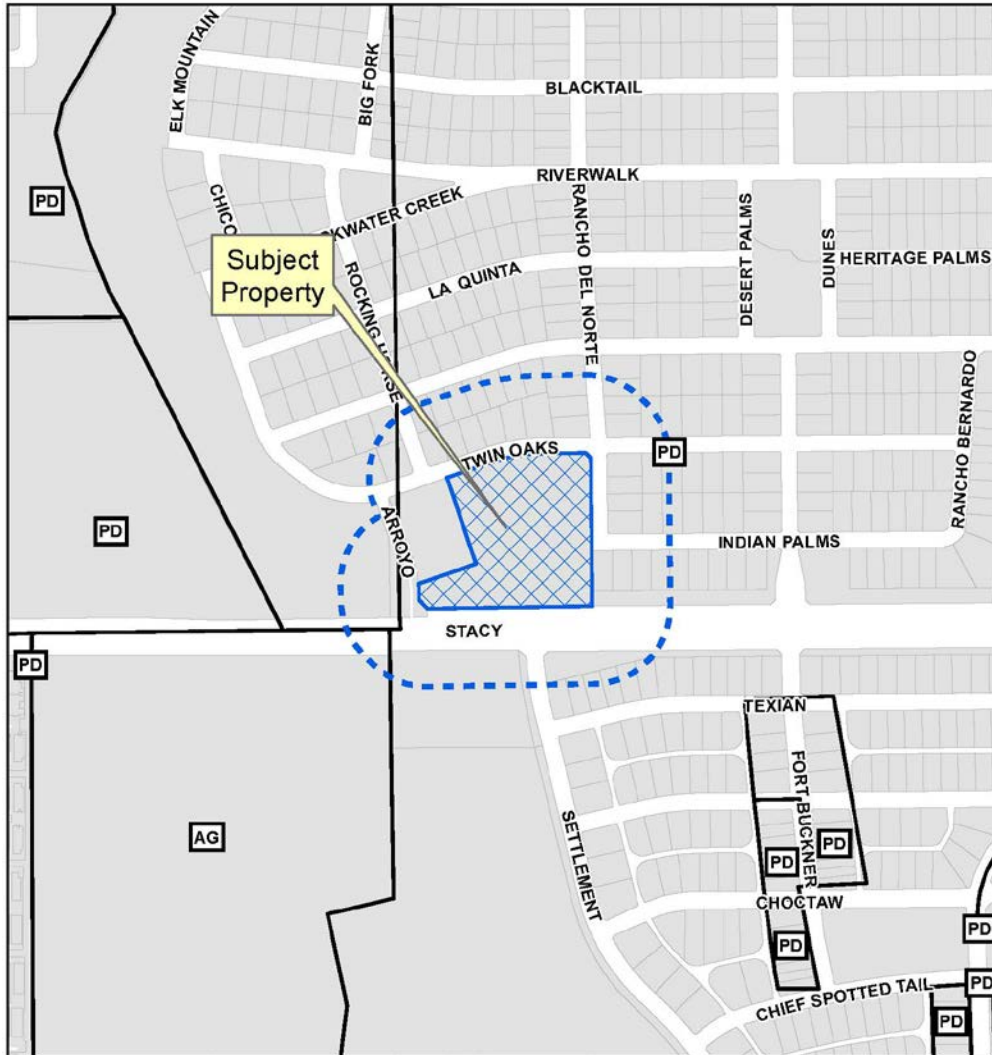 ELK MOUNTAIN
BIG FORK
BLACKTAIL
PD
RIVERWALK
CHICO
CKWATER CREEK
RANCHO DEL NORTE
DESERT PALMS
DUNES
HERITAGE PALMS
Subject
Property
LA QUINTA
ROCKING HORSE
RANCHO BERNARDO
TWIN OAKS
PD
PD
ARROYO
INDIAN PALMS
STACY
PD
TEXIAN
SETTLEMENT
FORT BUCKNER
AG
PD
PD
CHOCTAW
PD
PD
CHIEF SPOTTED TAIL
PD
PD